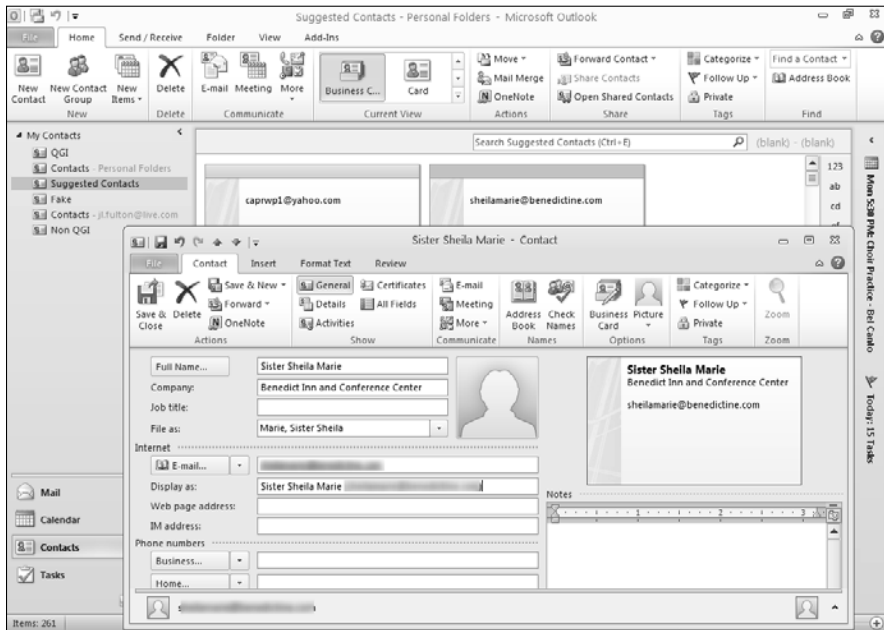 Suggested Contacts - Personal Folders - Microsoft Outlook
File Home Send / Receive Folder View Add-Ins
New Contact
New Contact Group
New Items
Delete
E-mail Meeting More
Business C... Card
Move
Mail Merge
OneNote
Forward Contact
Share Contacts
Open Shared Contacts
Categorize
Follow Up
Private
Find a Contact
Address Book
New Delete Communicate Current View Actions Share Tags Find
My Contacts
QGI
Contacts - Personal Folders
Suggested Contacts
Fake
Contacts - jl.fulton@live.com
Non QGI
Search Suggested Contacts (Ctrl+E)
(blank) - (blank)
caprwp1@yahoo.com
sheilamarie@benedictine.com
123
ab
cd
Mon 5:30 PM: Choir Practice - Bel Canto
Today: 15 Tasks
Sister Sheila Marie - Contact
File Contact Insert Format Text Review
Save & Close
Delete
Save & New
Forward
OneNote
General
Details
Activities
Certificates
All Fields
E-mail
Meeting
More
Address Book
Check Names
Business Card
Picture
Categorize
Follow Up
Private
Zoom
Actions Show Communicate Names Options Tags Zoom
Full Name... Sister Sheila Marie
Company: Benedict Inn and Conference Center
Job title:
File as: Marie, Sister Sheila
Internet
E-mail...
Display as: Sister Sheila Marie
Web page address:
IM address:
Phone numbers
Business...
Home...
Sister Sheila Marie
Benedict Inn and Conference Center
sheilamarie@benedictine.com
Notes
1 2 3
Mail
Calendar
Contacts
Tasks
Items: 261